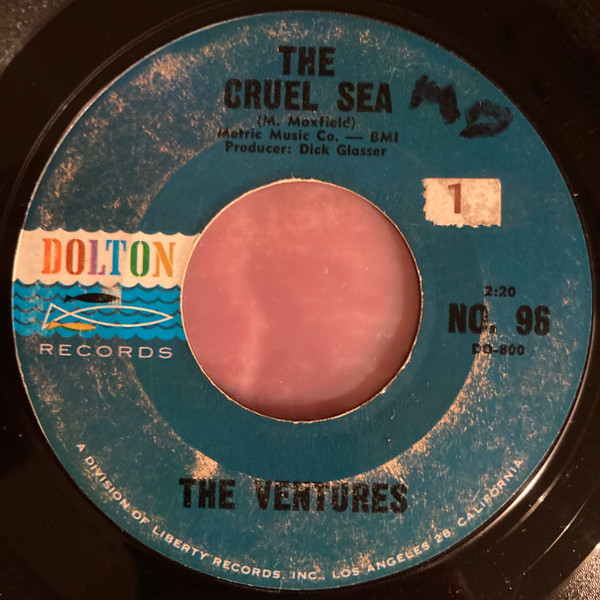 THE
CRUEL SEA
(M. Maxfield)
Metric Music Co. — BMI
Producer: Dick Glasser
MD
1
DOLTON
RECORDS
2:20
NO. 96
DO-800
THE VENTURES
A DIVISION OF LIBERTY RECORDS, INC., LOS ANGELES 28, CALIFORNIA